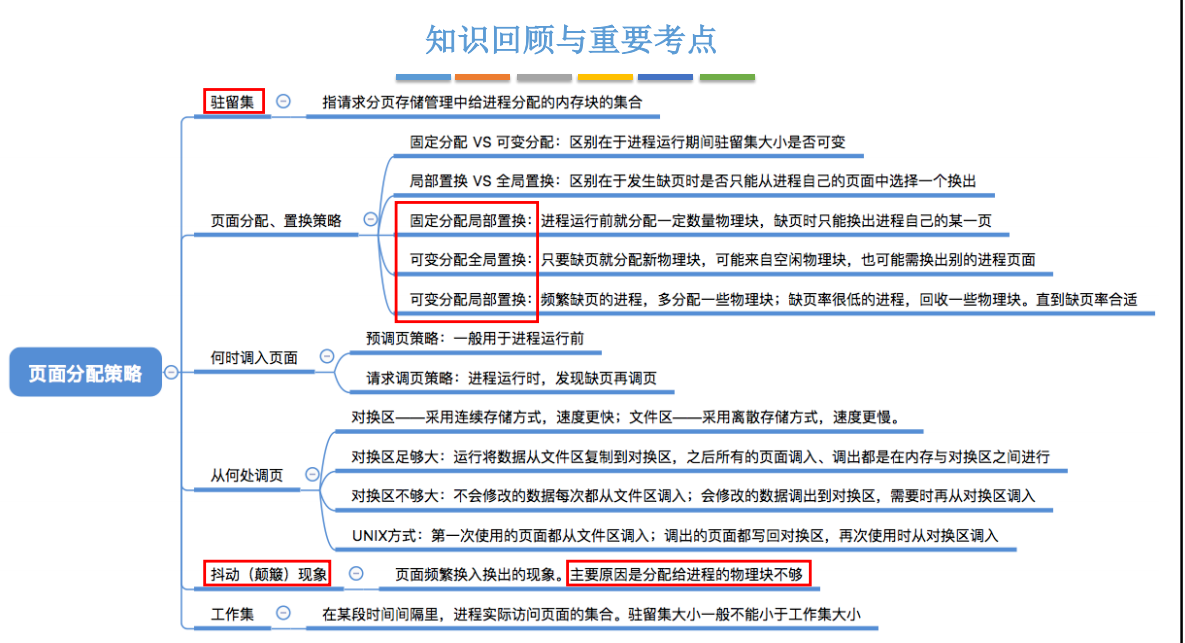 知识回顾与重要考点
驻留集
指请求分页存储管理中给进程分配的内存块的集合
固定分配 VS 可变分配：区别在于进程运行期间驻留集大小是否可变
局部置换 VS 全局置换：区别在于发生缺页时是否只能从进程自己的页面中选择一个换出
页面分配、置换策略
固定分配局部置换：进程运行前就分配一定数量物理块，缺页时只能换出进程自己的某一页
可变分配全局置换：只要缺页就分配新物理块，可能来自空闲物理块，也可能需换出别的进程页面
可变分配局部置换：频繁缺页的进程，多分配一些物理块；缺页率很低的进程，回收一些物理块。直到缺页率合适
页面分配策略
何时调入页面
预调页策略：一般用于进程运行前
请求调页策略：进程运行时，发现缺页再调页
对换区——采用连续存储方式，速度更快；文件区——采用离散存储方式，速度更慢。
对换区足够大：运行将数据从文件区复制到对换区，之后所有的页面调入、调出都是在内存与对换区之间进行
从何处调页
对换区不够大：不会修改的数据每次都从文件区调入；会修改的数据调出到对换区，需要时再从对换区调入
UNIX方式：第一次使用的页面都从文件区调入；调出的页面都写回对换区，再次使用时从对换区调入
抖动（颠簸）现象
页面频繁换入换出的现象。主要原因是分配给进程的物理块不够
工作集
在某段时间间隔里，进程实际访问页面的集合。驻留集大小一般不能小于工作集大小